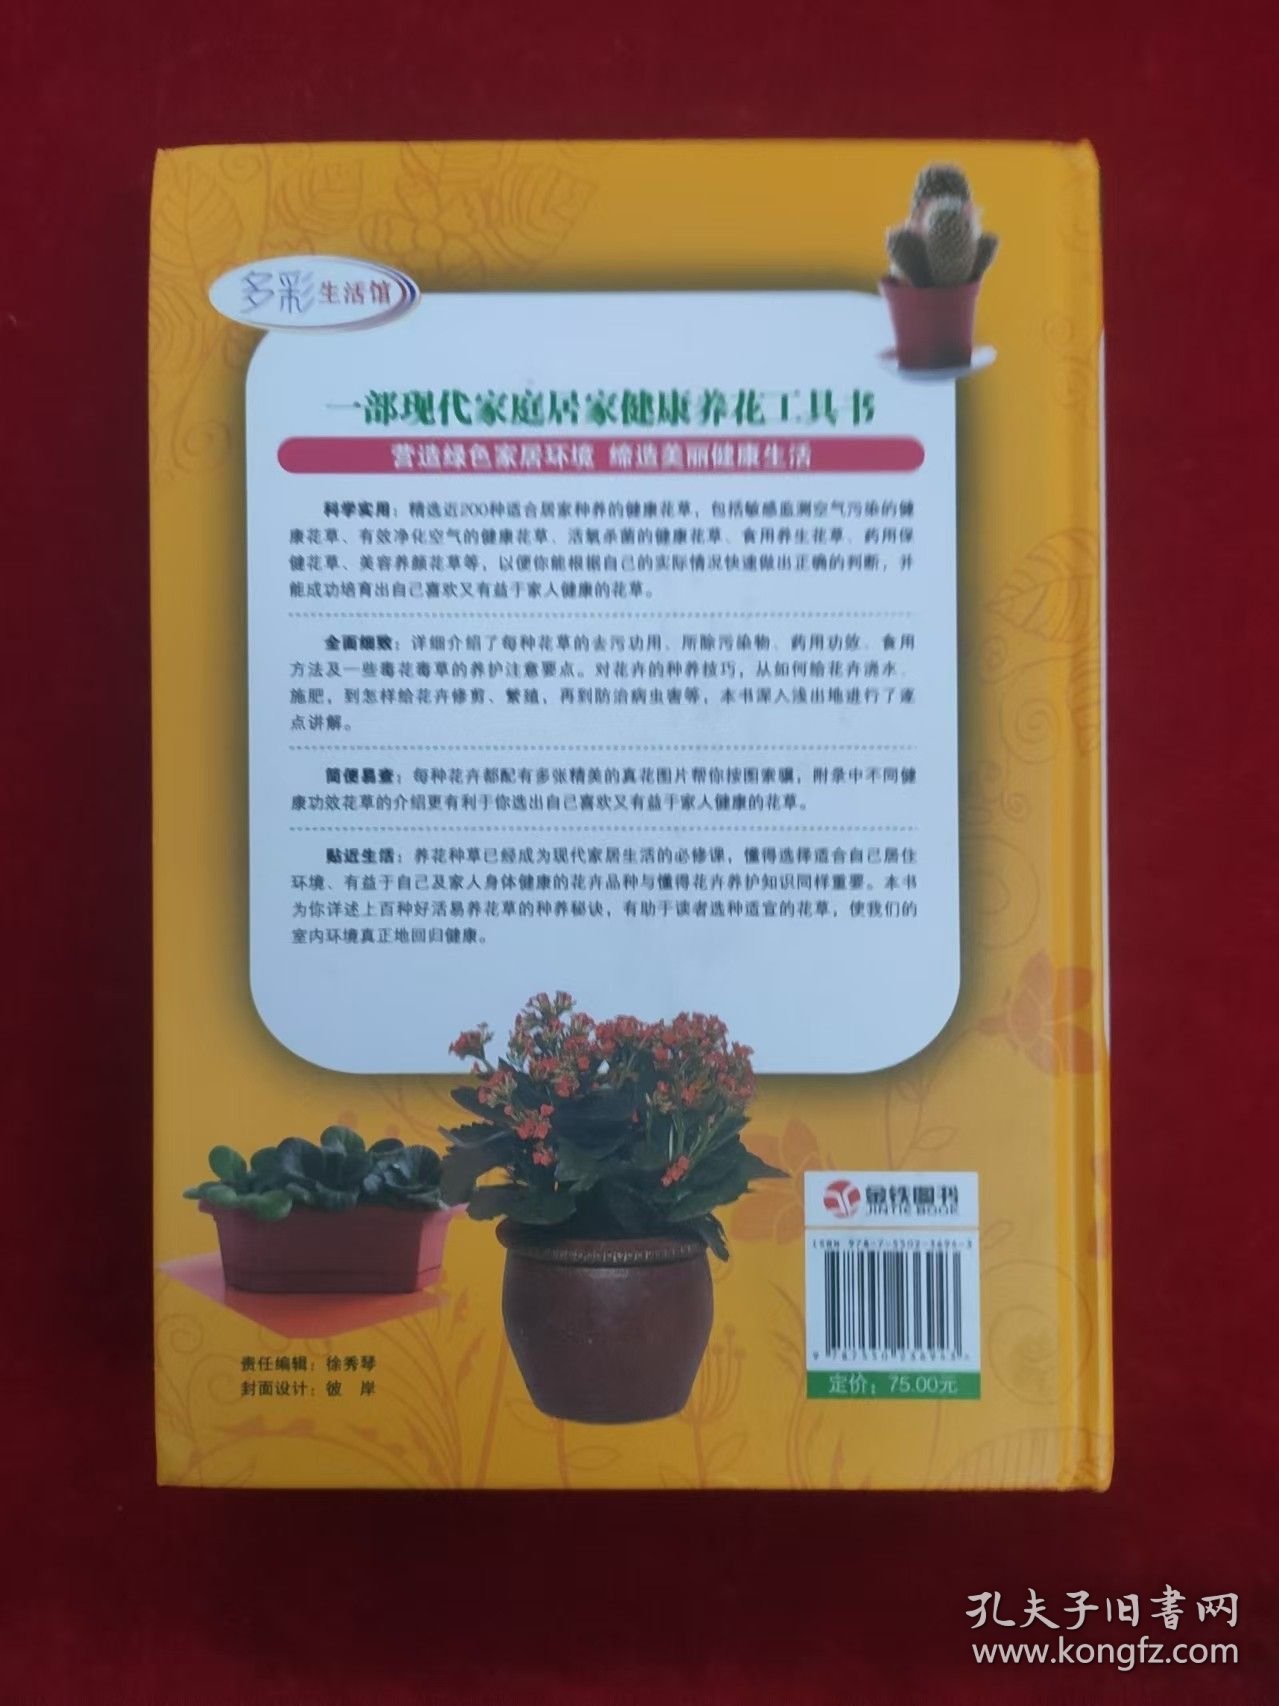 多彩生活馆
一部现代家庭居家健康养花工具书
营造绿色家居环境 缔造美丽健康生活
科学实用：精选近200种适合居家种养的健康花草，包括敏感监测空气污染的健
康花草、有效净化空气的健康花草、活氧杀菌的健康花草、食用养生花草、药用保
健花草、美容养颜花草等，以便你能根据自己的实际情况快速做出正确的判断，并
能成功培育出自己喜欢又有益于家人健康的花草。
全面细致：详细介绍了每种花草的去污功用、所除污染物、药用功效、食用
方法及一些毒花毒草的养护注意要点。对花卉的种养技巧，从如何给花卉浇水、
施肥，到怎样给花卉修剪、繁殖，再到防治病虫害等，本书深入浅出地进行了逐
点讲解。
简便易查：每种花卉都配有多张精美的真花图片帮你按图索骥，附录中不同健
康功效花草的介绍更有利于你选出自己喜欢又有益于家人健康的花草。
贴近生活：养花种草已经成为现代家居生活的必修课，懂得选择适合自己居住
环境、有益于自己及家人身体健康的花卉品种与懂得花卉养护知识同样重要。本书
为你详述上百种好活易养花草的种养秘诀，有助于读者选种适宜的花草，使我们的
室内环境真正地回归健康。
金铁图书
JINTIE BOOK
ISBN 978-7-5502-3694-3
9 787550 236943
定价：75.00元
责任编辑：徐秀琴
封面设计：彼 岸
孔夫子旧书网
www.kongfz.com